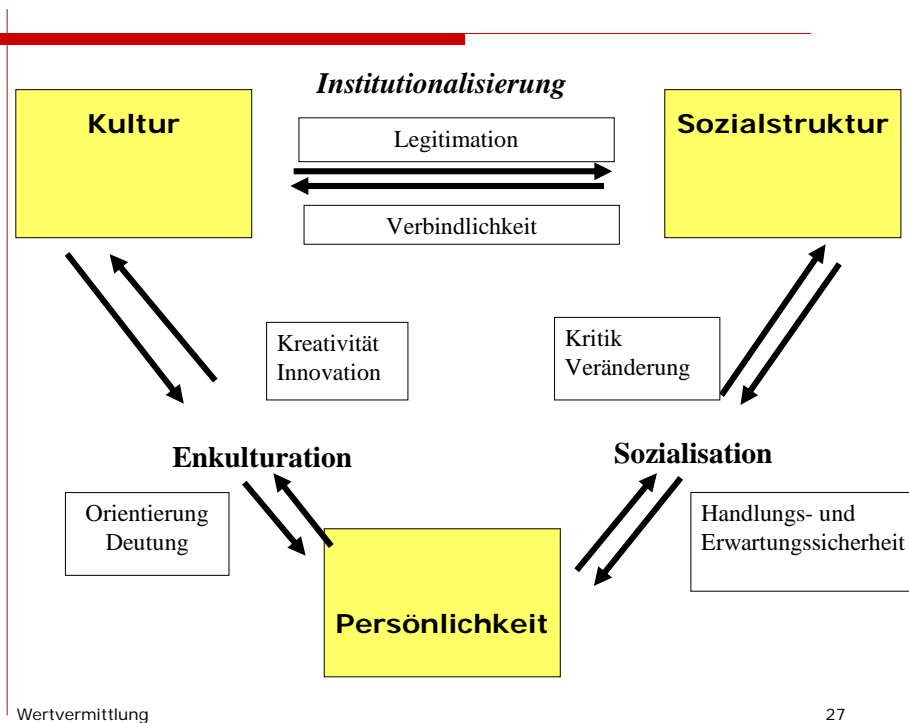 Institutionalisierung
Kultur
Legitimation
Sozialstruktur
Verbindlichkeit
Kreativität
Innovation
Kritik
Veränderung
Enkulturation
Sozialisation
Orientierung
Deutung
Handlungs- und
Erwartungssicherheit
Persönlichkeit
Wertvermittlung
27